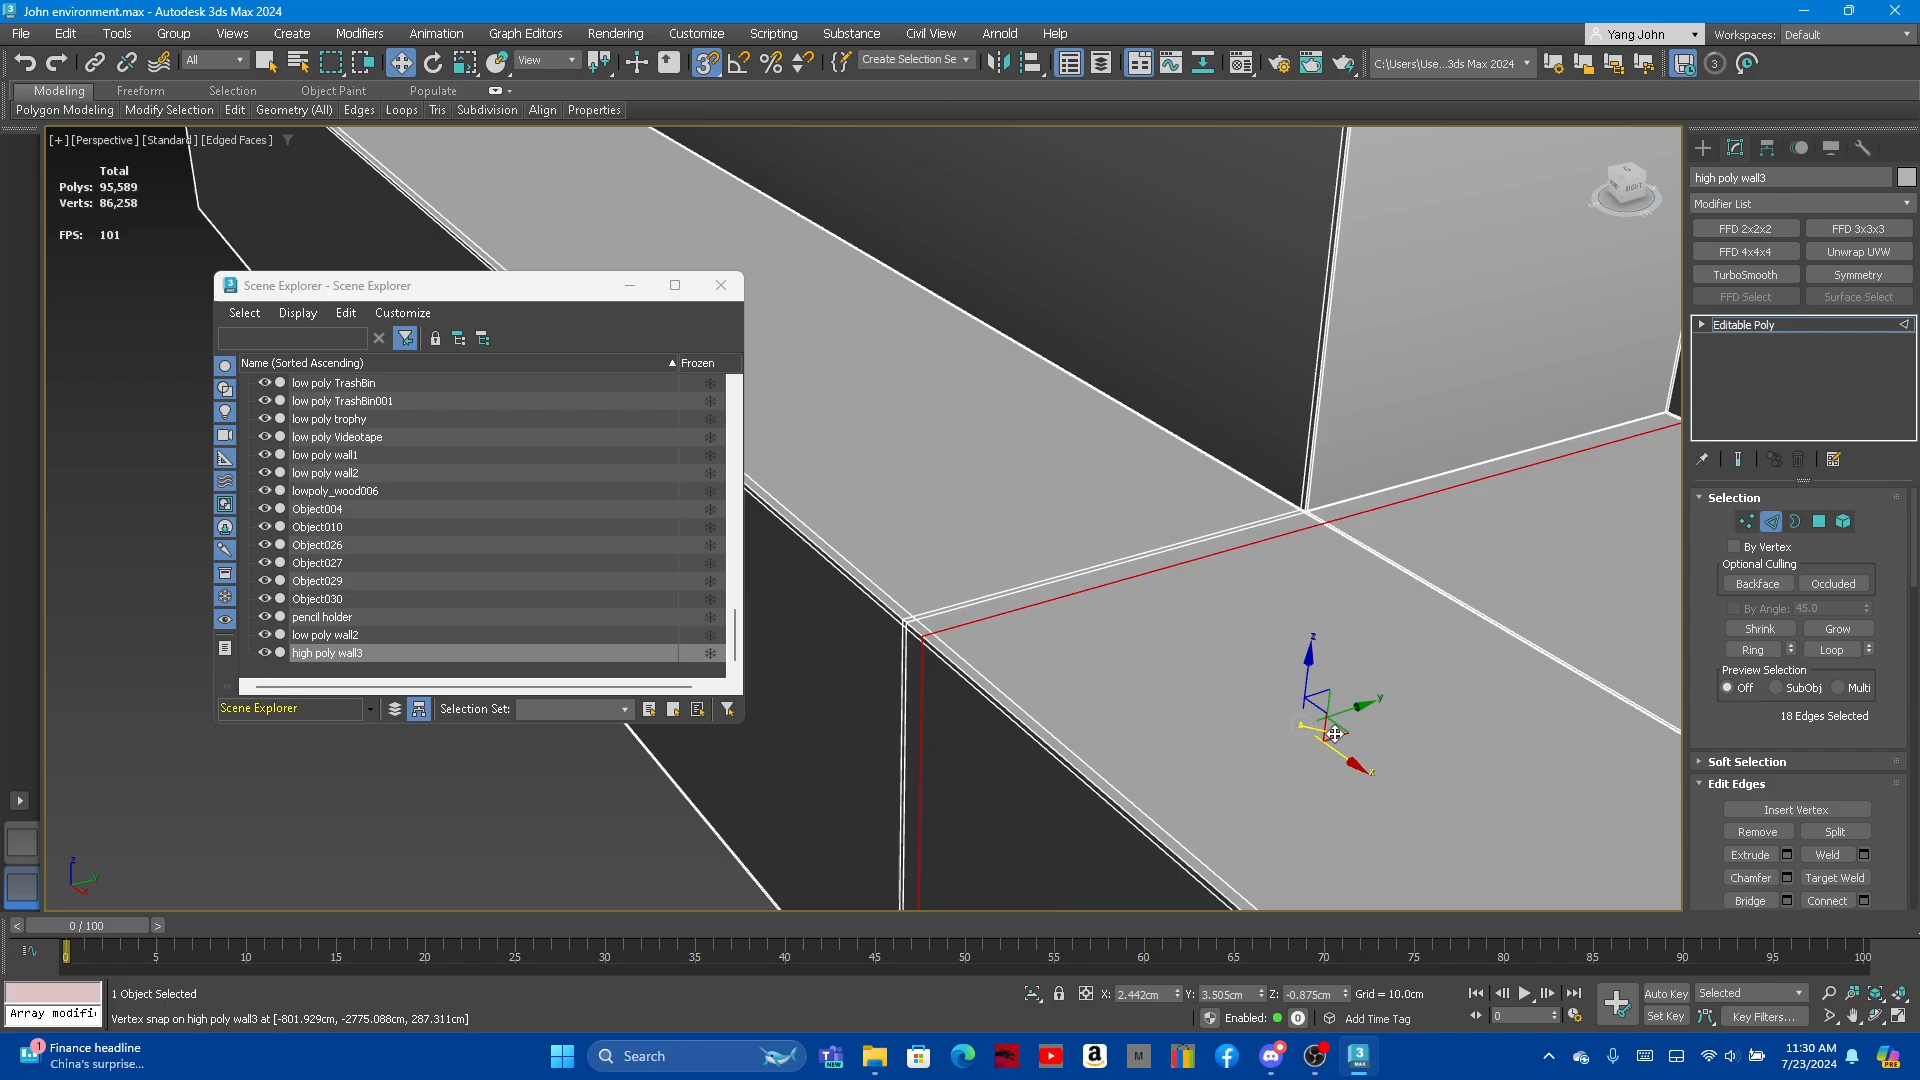 John environment.max - Autodesk 3ds Max 2024
File Edit Tools Group Views Create Modifiers Animation Graph Editors Rendering Customize Scripting Substance Civil View Arnold Help
Yang John Workspaces: Default
All View Create Selection Se C:\Users\Use...3ds Max 2024 3
Modeling Freeform Selection Object Paint Populate
Polygon Modeling Modify Selection Edit Geometry (All) Edges Loops Tris Subdivision Align Properties
[+] [Perspective] [Standard] [Edged Faces]
Total
Polys: 95,589
Verts: 86,258
FPS: 101
RIGHT
Scene Explorer - Scene Explorer
Select Display Edit Customize
Name (Sorted Ascending) Frozen
low poly TrashBin
low poly TrashBin001
low poly trophy
low poly Videotape
low poly wall1
low poly wall2
lowpoly_wood006
Object004
Object010
Object026
Object027
Object029
Object030
pencil holder
low poly wall2
high poly wall3
Scene Explorer Selection Set:
z
y
x
z
high poly wall3
Modifier List
FFD 2x2x2 FFD 3x3x3
FFD 4x4x4 Unwrap UVW
TurboSmooth Symmetry
FFD Select Surface Select
Editable Poly
Selection
By Vertex
Optional Culling
Backface Occluded
By Angle: 45.0
Shrink Grow
Ring Loop
Preview Selection
Off SubObj Multi
18 Edges Selected
Soft Selection
Edit Edges
Insert Vertex
Remove Split
Extrude Weld
Chamfer Target Weld
Bridge Connect
< 0 / 100 >
0 5 10 15 20 25 30 35 40 45 50 55 60 65 70 75 80 85 90 95 100
Array modifi
1 Object Selected
Vertex snap on high poly wall3 at [-801.929cm, -2775.088cm, 287.311cm]
X: 2.442cm Y: 3.505cm Z: -0.875cm Grid = 10.0cm
Enabled: 0 Add Time Tag
0
Auto Key Selected
Set Key Key Filters...
1
Finance headline
China's surprise...
Search
NEW
a
M
3
MAX
11:30 AM
7/23/2024
PRE